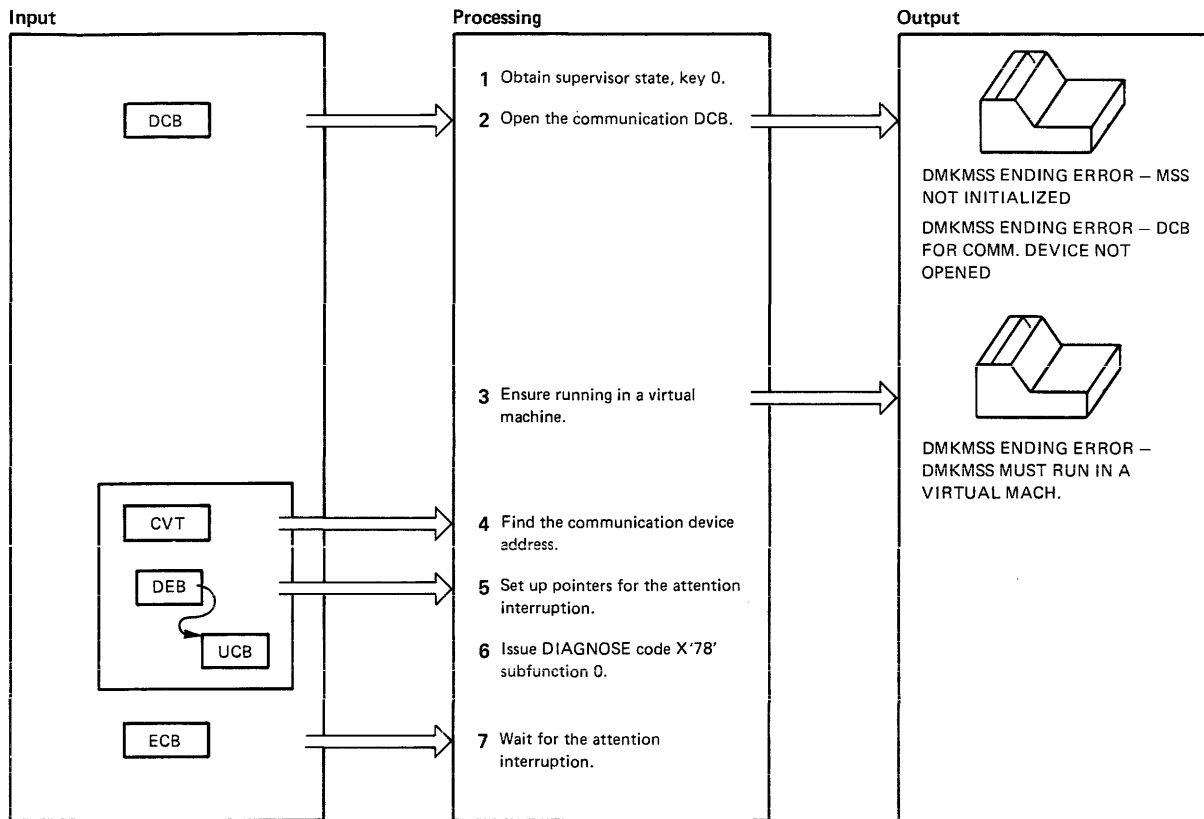 Input
Processing
Output
DCB
1 Obtain supervisor state, key 0.
2 Open the communication DCB.
DMKMSS ENDING ERROR – MSS
NOT INITIALIZED
DMKMSS ENDING ERROR – DCB
FOR COMM. DEVICE NOT
OPENED
3 Ensure running in a virtual
machine.
DMKMSS ENDING ERROR –
DMKMSS MUST RUN IN A
VIRTUAL MACH.
CVT
4 Find the communication device
address.
DEB
5 Set up pointers for the attention
interruption.
UCB
6 Issue DIAGNOSE code X'78'
subfunction 0.
ECB
7 Wait for the attention
interruption.